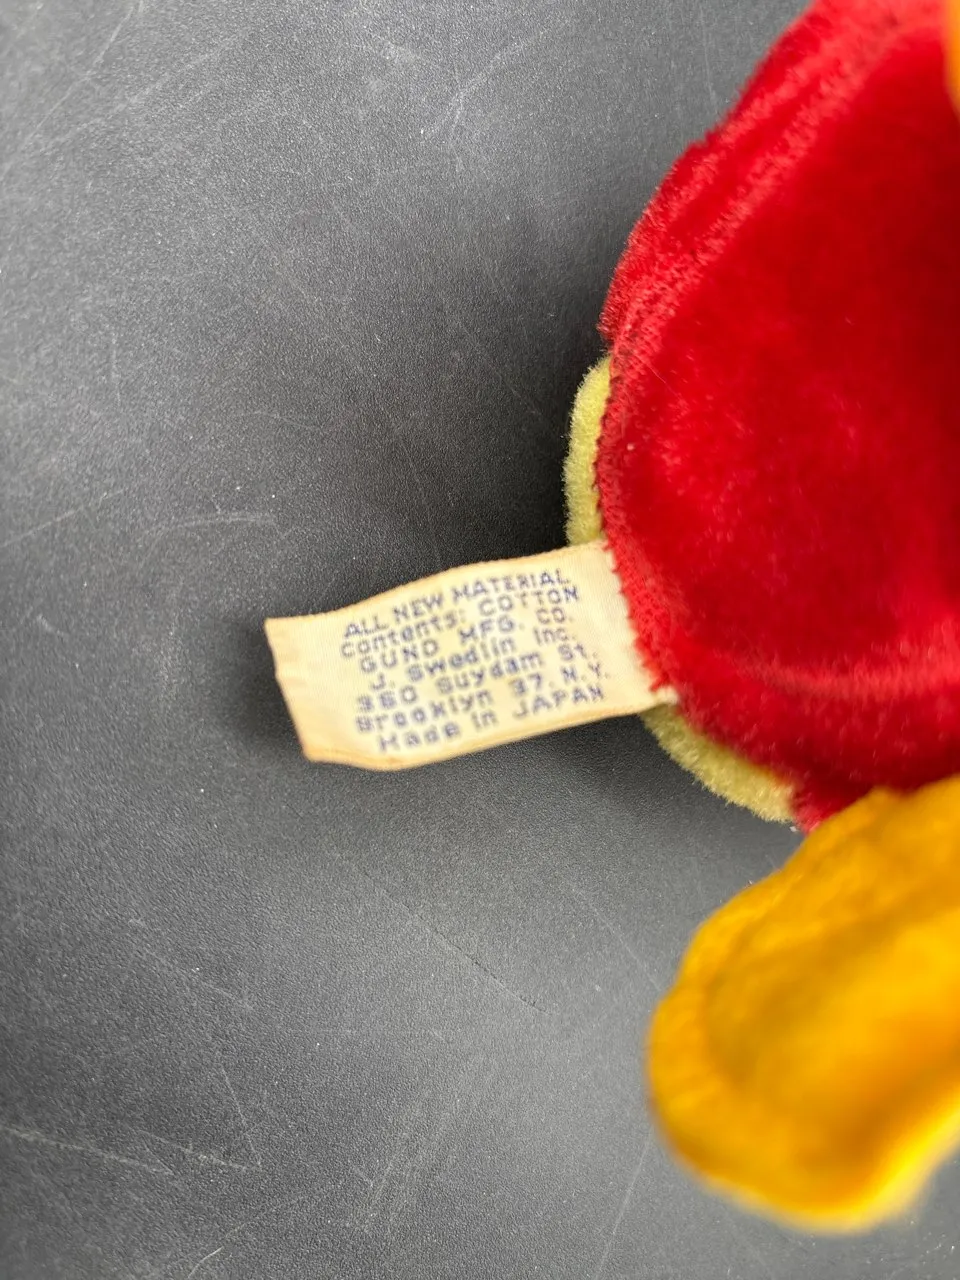 ALL NEW MATERIAL
Contents: COTTON
GUND MFG. CO.
J. Swedlin Inc.
360 Suydam St.
Brooklyn 37, N.Y.
Made in JAPAN